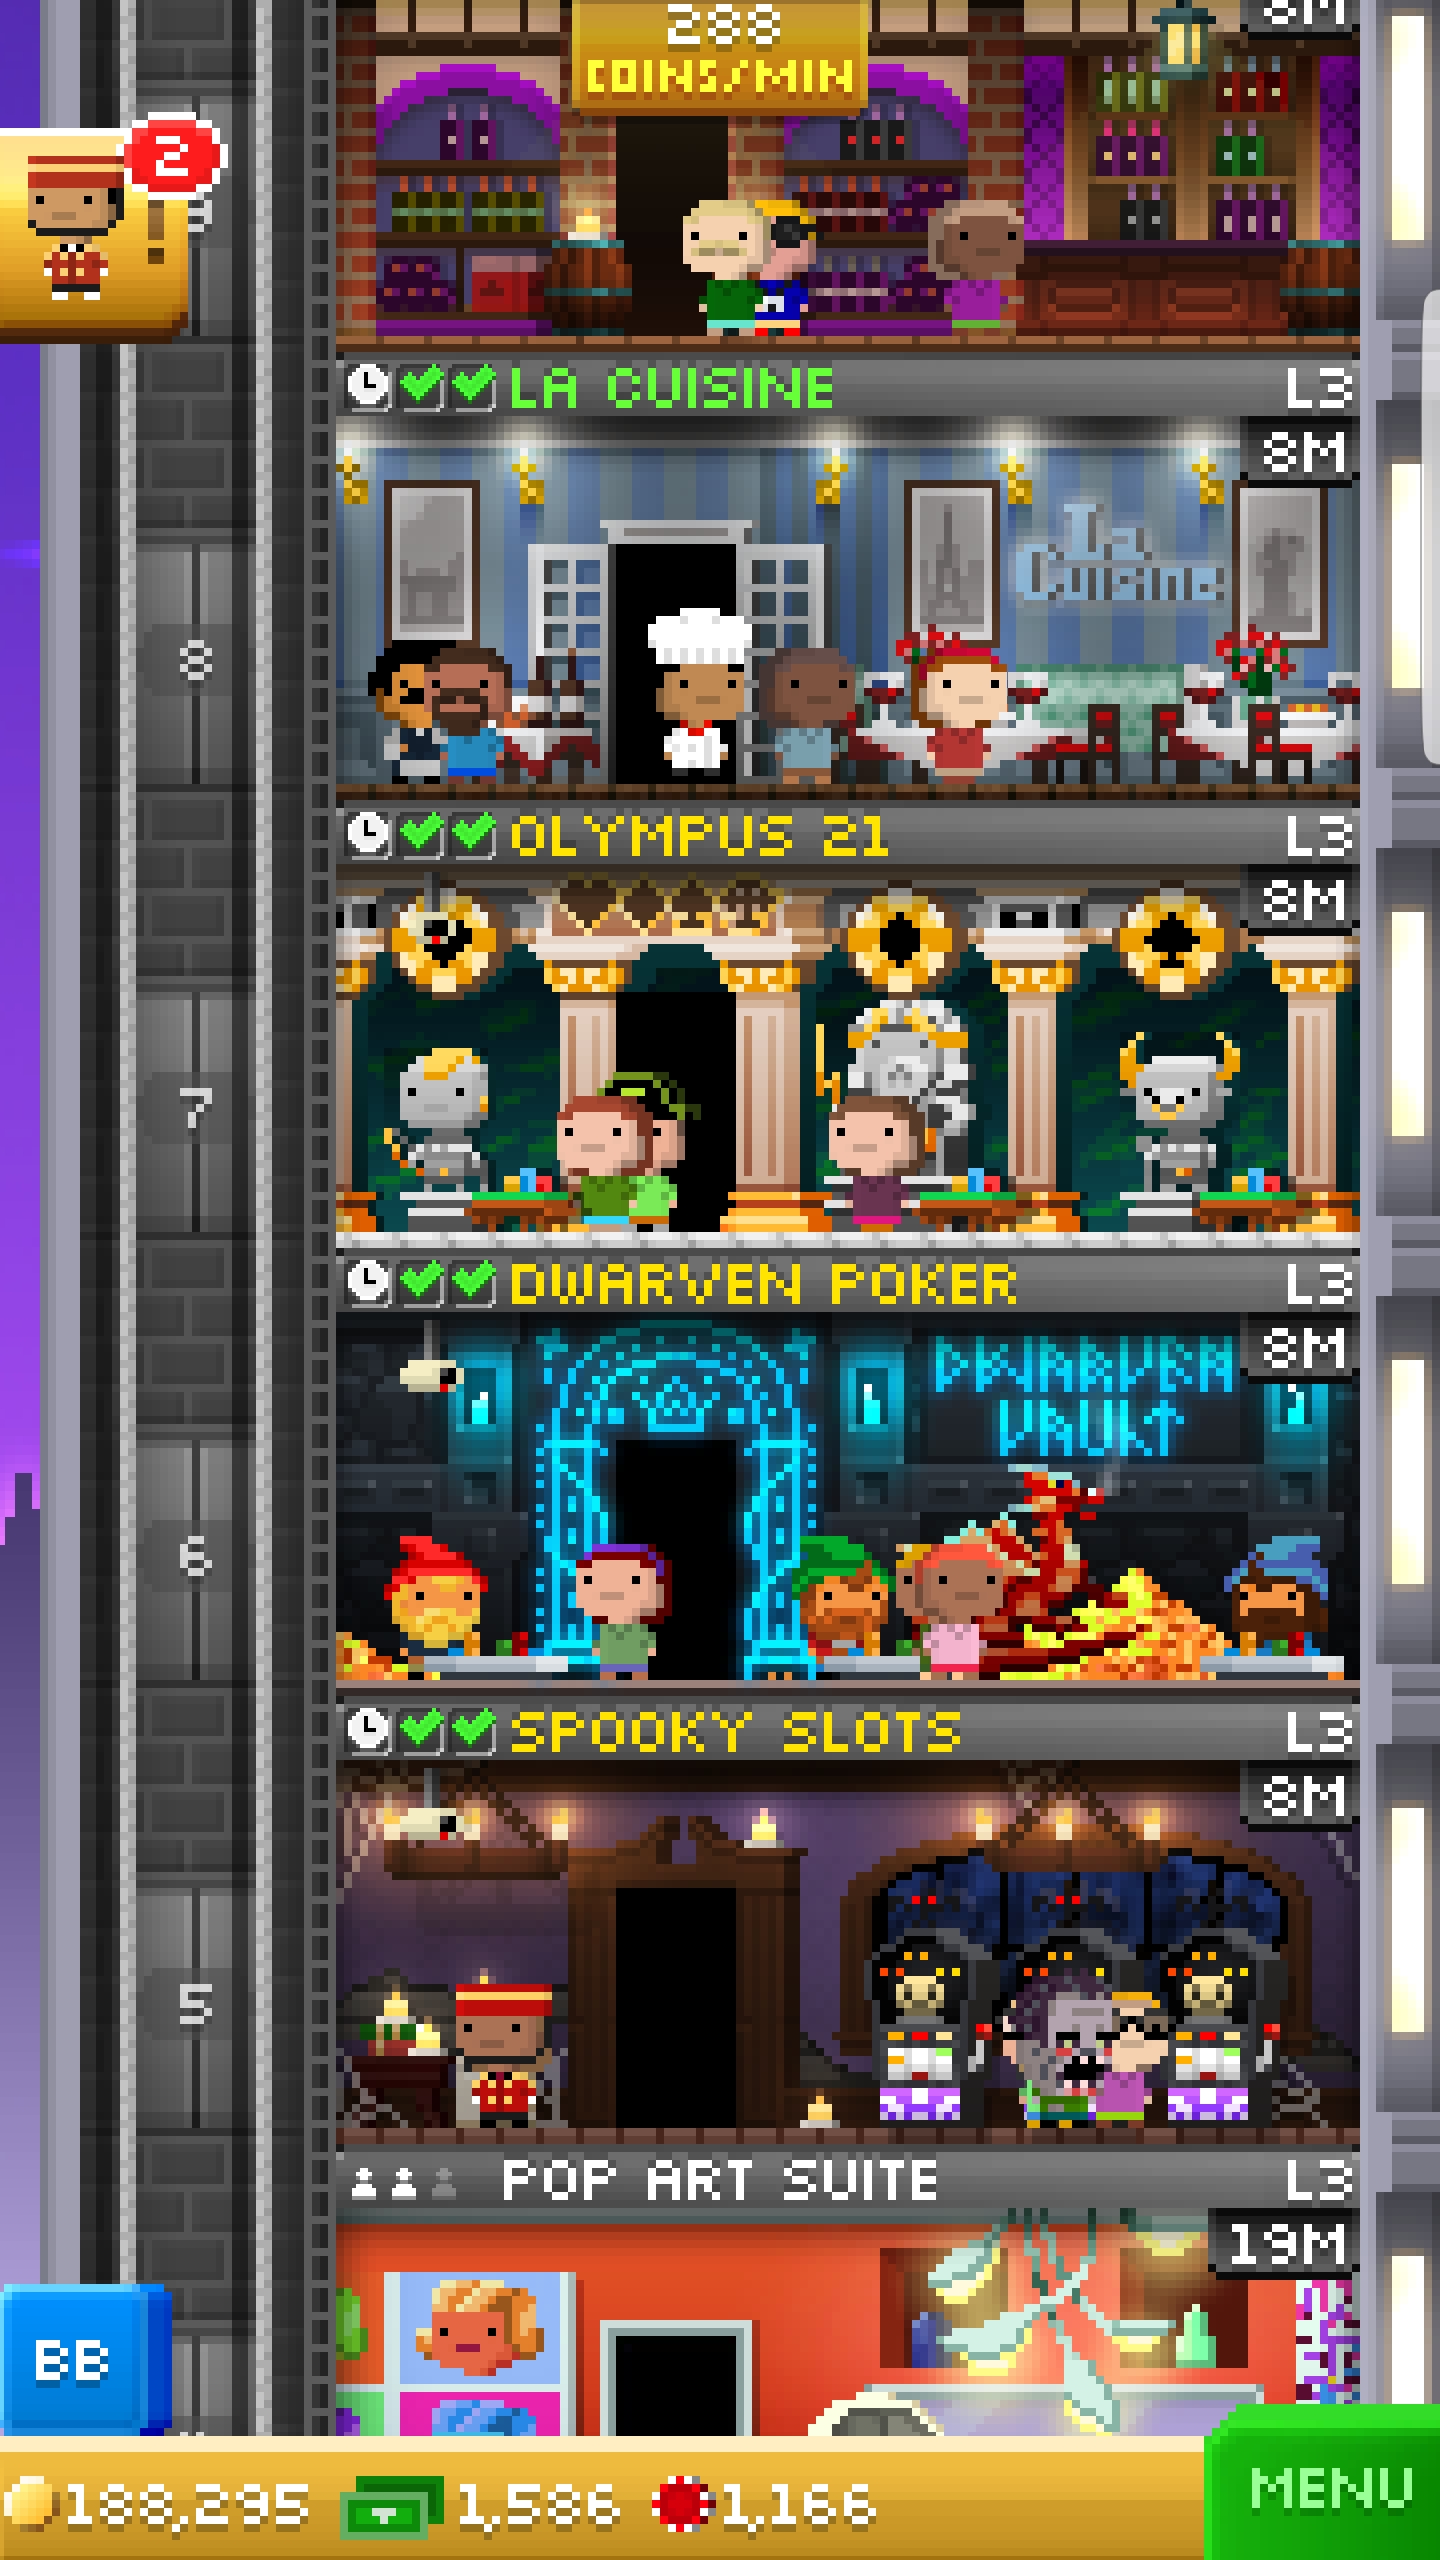 8M
288
COINS/MIN
2
9
LA CUISINE L3
8M
La
Cuisine
8
OLYMPUS 21 L3
8M
7
DWARVEN POKER L3
8M
DWARVEN
VAULT
6
SPOOKY SLOTS L3
8M
5
POP ART SUITE L3
19M
BB
MENU
188,295 1,586 1,166